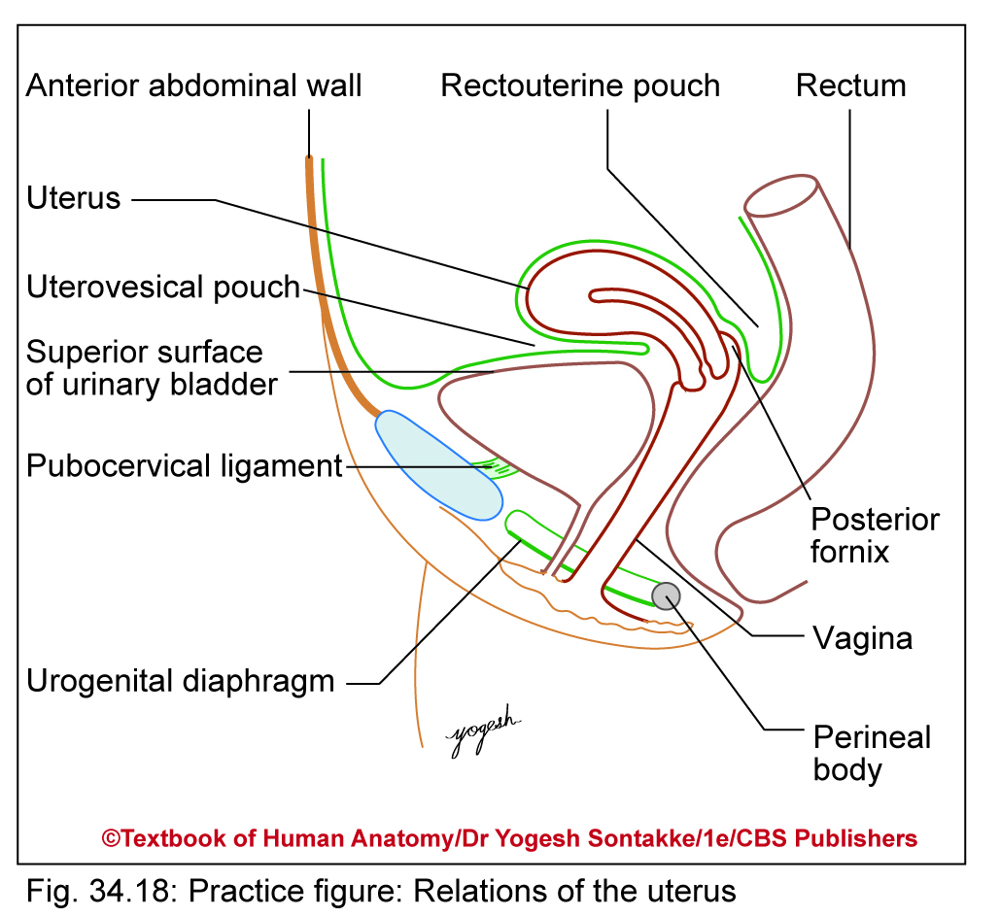 Anterior abdominal wall
Rectouterine pouch
Rectum
Uterus
Uterovesical pouch
Superior surface
of urinary bladder
Pubocervical ligament
Posterior
fornix
Vagina
Urogenital diaphragm
yogesh
Perineal
body
©Textbook of Human Anatomy/Dr Yogesh Sontakke/1e/CBS Publishers
Fig. 34.18: Practice figure: Relations of the uterus